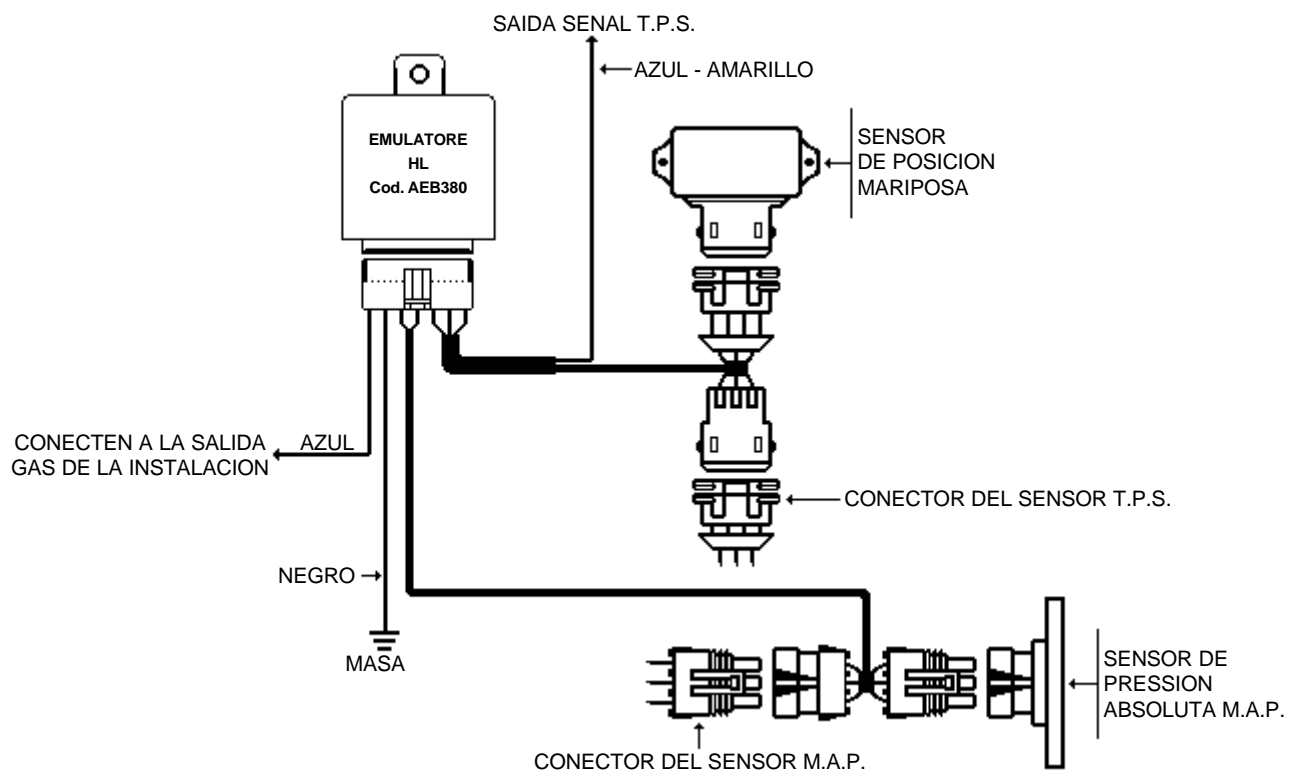 SAIDA SENAL T.P.S.
AZUL - AMARILLO
EMULATORE
HL
Cod. AEB380
SENSOR
DE POSICION
MARIPOSA
CONECTEN A LA SALIDA
GAS DE LA INSTALACION
AZUL
CONECTOR DEL SENSOR T.P.S.
NEGRO
MASA
SENSOR DE
PRESSION
ABSOLUTA M.A.P.
CONECTOR DEL SENSOR M.A.P.